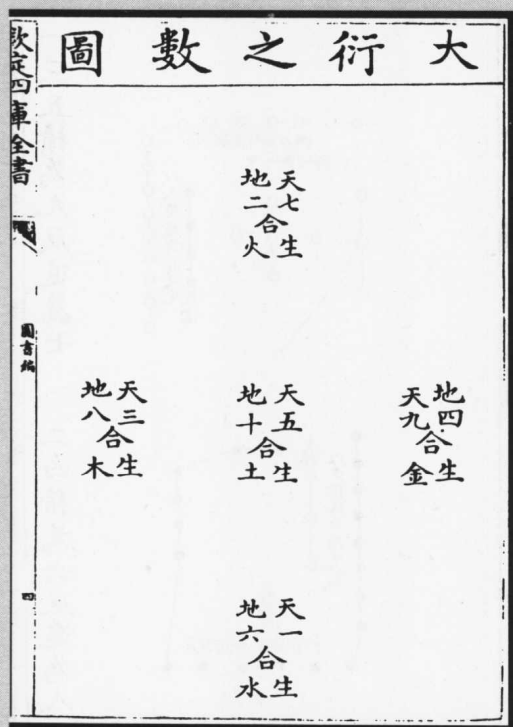 大衍之數圖
天七地二合生火
地四天九合生金
天五地十合生土
天三地八合生木
天一地六合生水
欽定四庫全書
圖書編
四